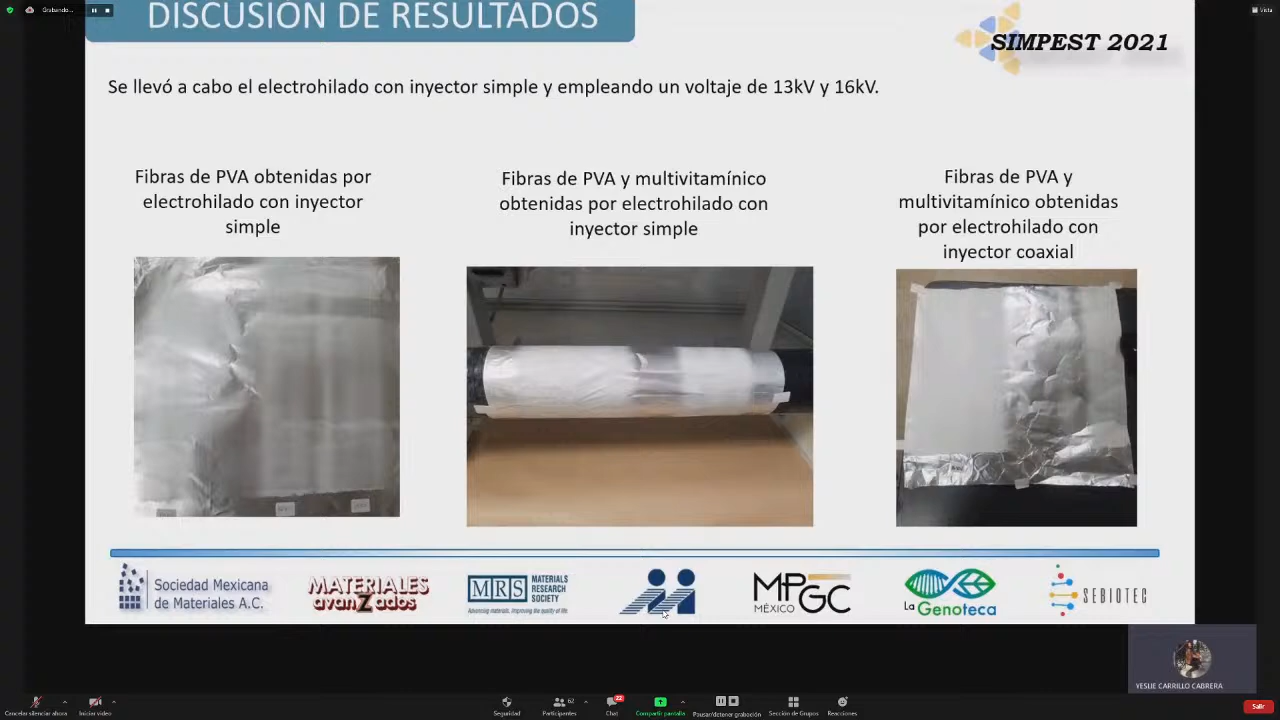 Grabando...
Vista
DISCUSIÓN DE RESULTADOS
SIMPEST 2021
Se llevó a cabo el electrohilado con inyector simple y empleando un voltaje de 13kV y 16kV.
Fibras de PVA obtenidas por
electrohilado con inyector
simple
Fibras de PVA y multivitamínico
obtenidas por electrohilado con
inyector simple
Fibras de PVA y
multivitamínico obtenidas
por electrohilado con
inyector coaxial
Sociedad Mexicana
de Materiales A.C.
MATERIALES
avanZados
MRS MATERIALS
RESEARCH
SOCIETY
Advancing materials. Improving the quality of life.
MPGC
MÉXICO
La Genoteca
SEBIOTEC
YESLIE CARRILLO CABRERA
Cancelar silenciar ahora
Iniciar video
Seguridad
62
Participantes
22
Chat
Compartir pantalla
Pausar/detener grabación
Sección de Grupos
Reacciones
Salir